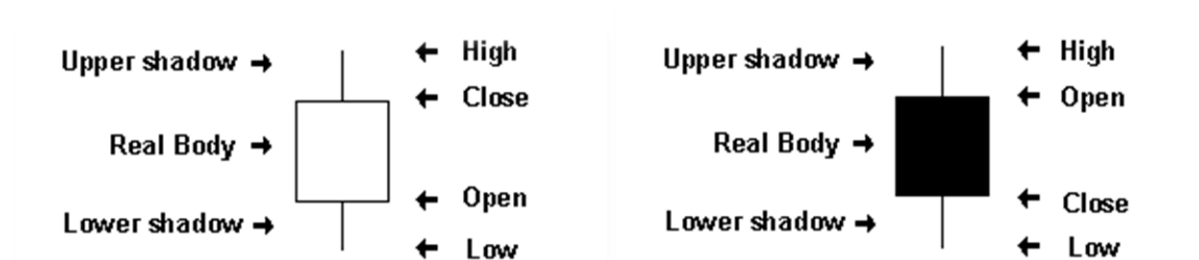 Upper shadow → ← High
← Close
Real Body →
← Open
Lower shadow →
← Low
Upper shadow → ← High
← Open
Real Body →
← Close
Lower shadow →
← Low